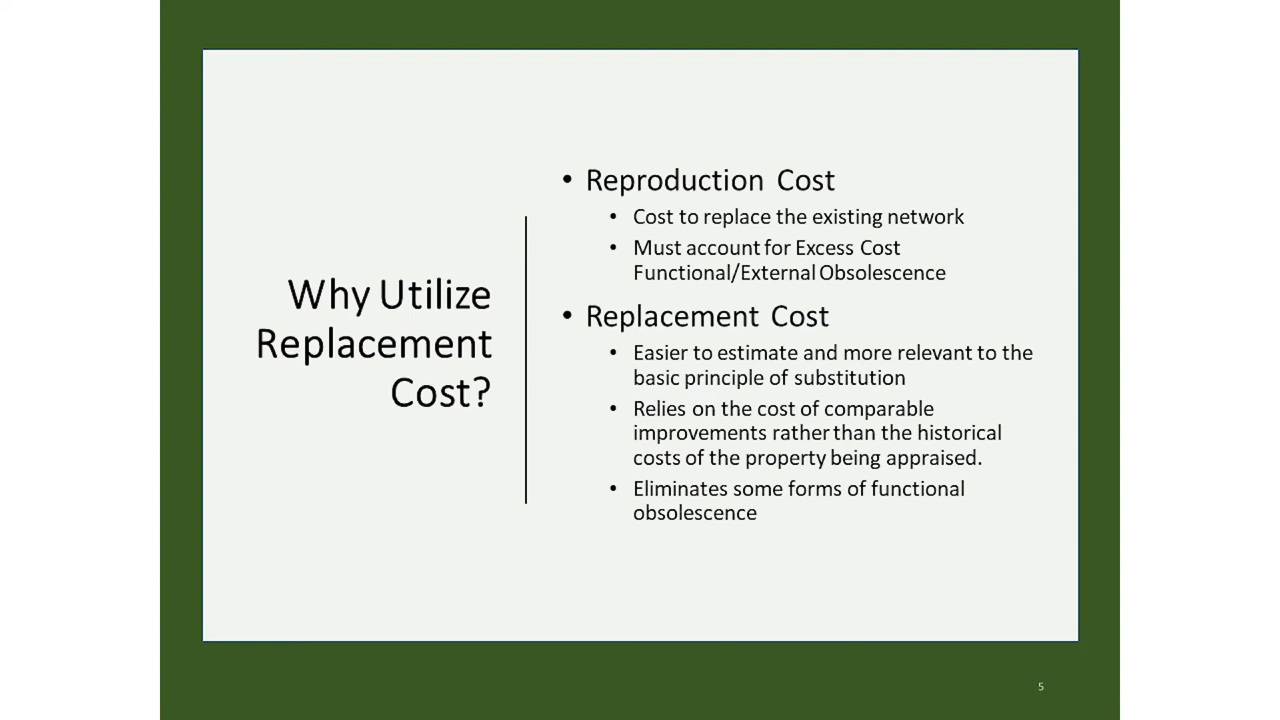 Why Utilize
Replacement
Cost?
• Reproduction Cost
• Cost to replace the existing network
• Must account for Excess Cost
Functional/External Obsolescence
• Replacement Cost
• Easier to estimate and more relevant to the
basic principle of substitution
• Relies on the cost of comparable
improvements rather than the historical
costs of the property being appraised.
• Eliminates some forms of functional
obsolescence
5